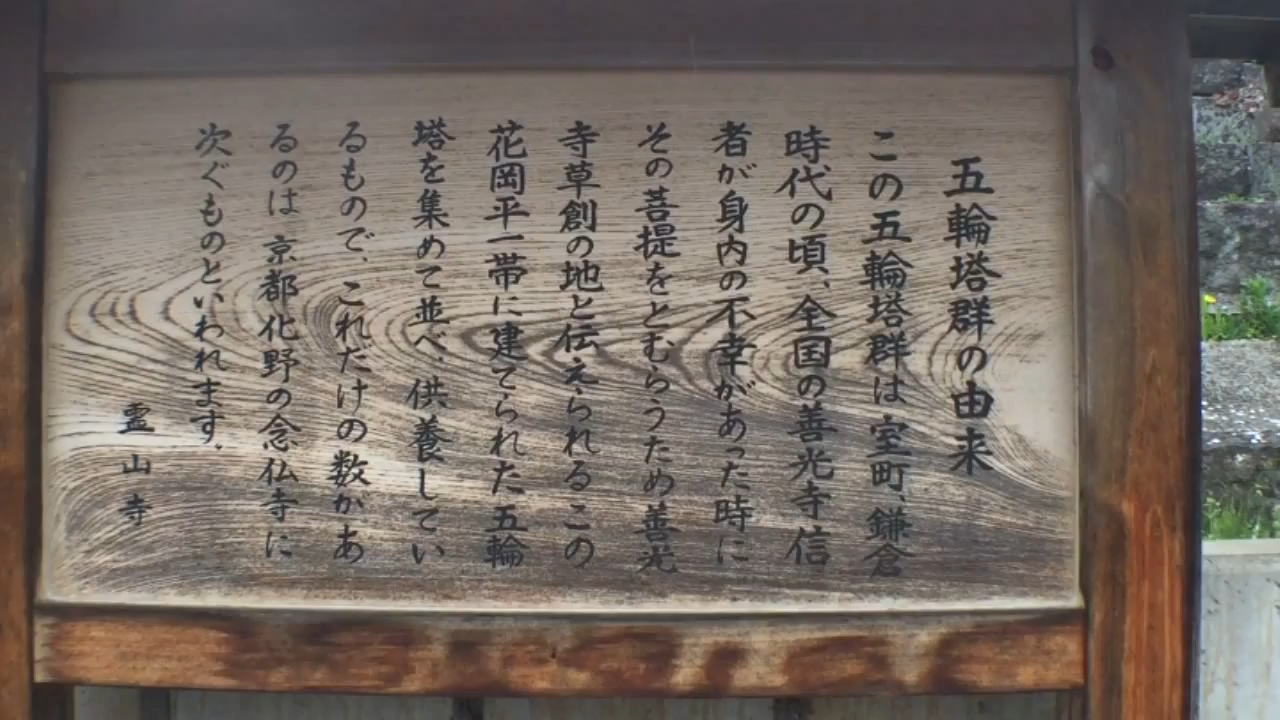 五輪塔群の由来
この五輪塔群は室町、鎌倉
時代の頃、全国の善光寺信
者が身内の不幸があった時に
その菩提をとむらうため善光
寺草創の地と伝えられるこの
花岡平一帯に建てられた五輪
塔を集めて並べ、供養してい
るもので、これだけの数があ
るのは京都化野の念仏寺に
次ぐものといわれます。
霊山寺